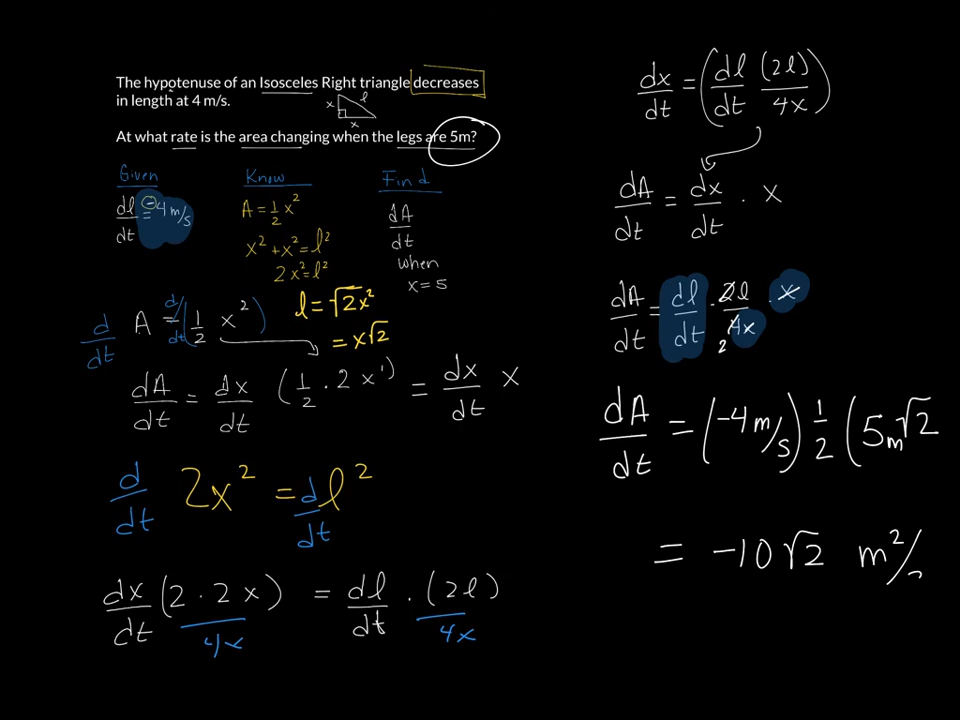 The hypotenuse of an Isosceles Right triangle decreases
in length at 4 m/s.
x l
x
At what rate is the area changing when the legs are 5m?
Given
dl/dt = -4 m/s
Know
A = 1/2 x²
x² + x² = l²
2x² = l²
l = √2x²
= x√2
Find
dA/dt
when
x = 5
d/dt A = d/dt (1/2 x²)
dA/dt = dx/dt (1/2 · 2x¹) = dx/dt x
d/dt 2x² = d/dt l²
dx/dt (2 · 2x) = dl/dt · (2l)
4x 4x
dx/dt = (dl/dt (2l)/4x)
dA/dt = dx/dt · x
dA/dt = dl/dt · 2l/4x · x
2
dA/dt = (-4 m/s) 1/2 (5m√2
= -10√2 m²/